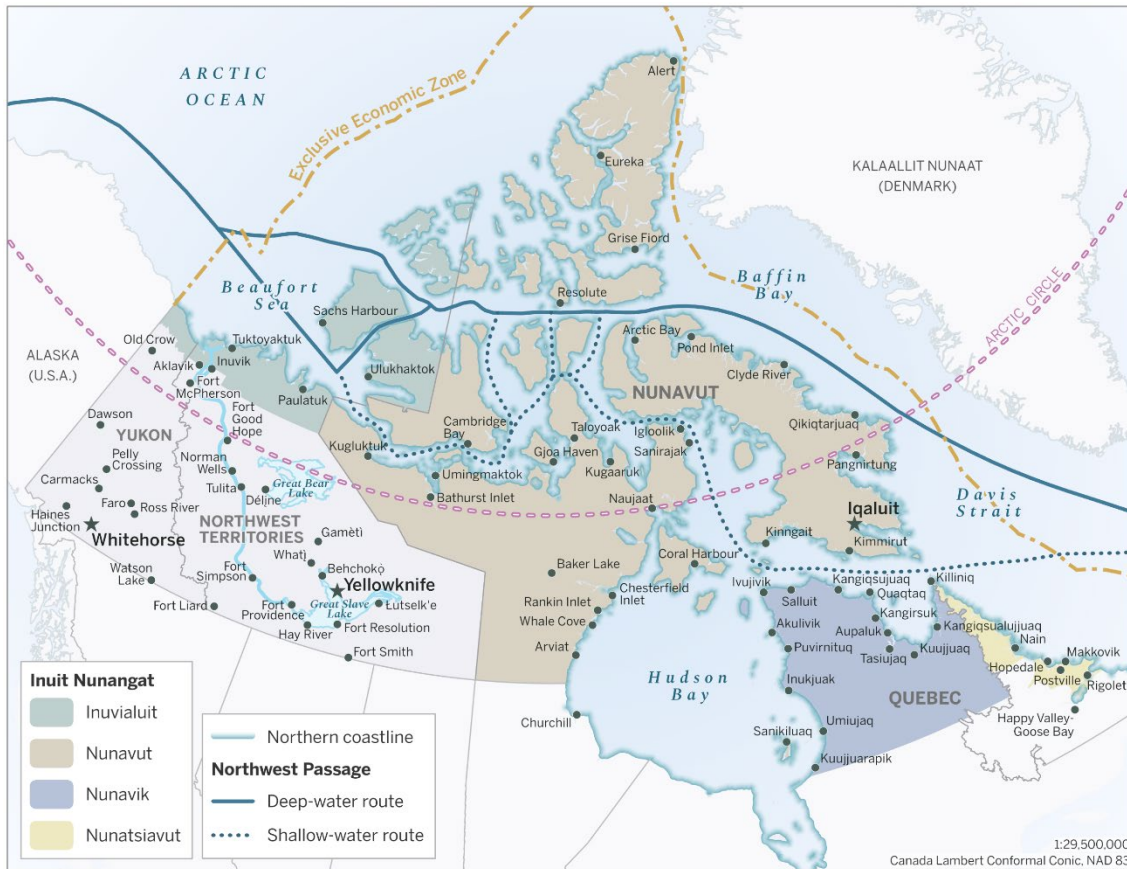 ARCTIC
OCEAN
Exclusive Economic Zone
Alert
Eureka
KALAALLIT NUNAAT
(DENMARK)
Grise Fiord
Beaufort
Sea
Baffin
Bay
ARCTIC CIRCLE
Resolute
Sachs Harbour
Old Crow
Tuktoyaktuk
Arctic Bay
Pond Inlet
ALASKA
(U.S.A.)
Aklavik
Inuvik
Ulukhaktok
Clyde River
Fort
McPherson
Paulatuk
NUNAVUT
Dawson
YUKON
Fort
Good
Hope
Cambridge
Bay
Taloyoak
Igloolik
Qikiqtarjuaq
Kugluktuk
Gjoa Haven
Sanirajak
Pelly
Crossing
Norman
Wells
Umingmaktok
Kugaaruk
Pangnirtung
Carmacks
Tulita
Déline
Great Bear
Lake
Bathurst Inlet
Naujaat
Davis
Strait
Faro
Ross River
Haines
Junction
Whitehorse
NORTHWEST
TERRITORIES
Gamètì
Iqaluit
Kinngait
Kimmirut
Whatì
Watson
Lake
Behchokǫ̀
Baker Lake
Coral Harbour
Fort
Simpson
Yellowknife
Ivujivik
Kangiqsujuaq
Killiniq
Fort Liard
Fort
Providence
Great Slave
Lake
Łutselk'e
Chesterfield
Inlet
Salluit
Quaqtaq
Rankin Inlet
Kangirsuk
Hay River
Fort Resolution
Whale Cove
Akulivik
Aupaluk
Kangiqsualujjuaq
Fort Smith
Arviat
Puvirnituq
Tasiujaq
Kuujjuaq
Nain
Hopedale
Makkovik
Postville
Rigolet
Inuit Nunangat
Inuvialuit
Nunavut
Nunavik
Nunatsiavut
Hudson
Bay
Inukjuak
QUEBEC
Churchill
Sanikiluaq
Umiujaq
Happy Valley-
Goose Bay
Kuujjuarapik
Northern coastline
Northwest Passage
Deep-water route
Shallow-water route
1:29,500,000
Canada Lambert Conformal Conic, NAD 83